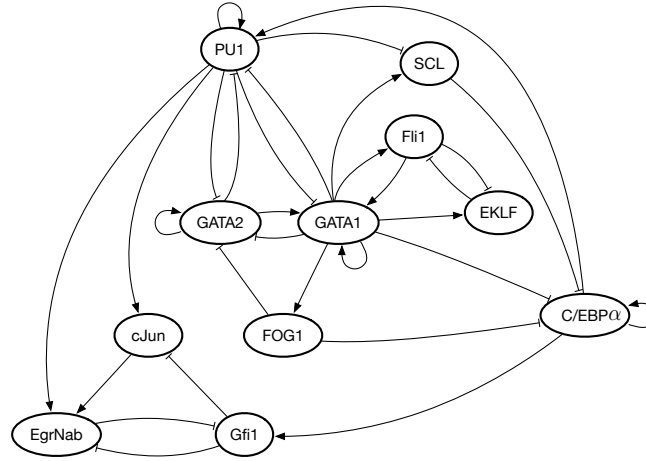 PU1
SCL
Fli1
EKLF
GATA2
GATA1
C/EBPα
cJun
FOG1
EgrNab
Gfi1